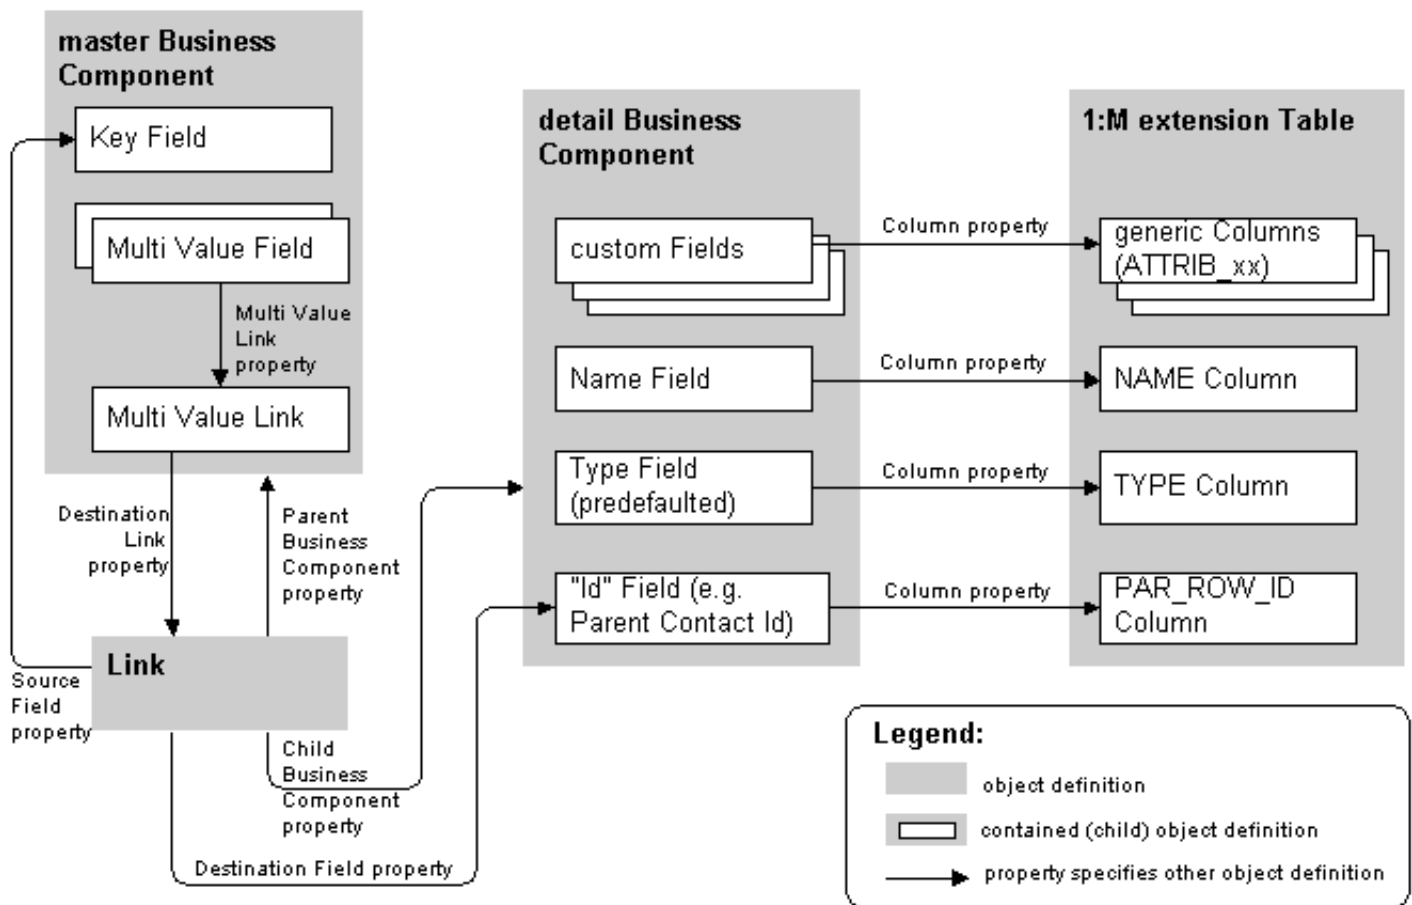 master Business
Component
Key Field
Multi Value Field
Multi Value
Link
property
Multi Value Link
Destination
Link
property
Parent
Business
Component
property
Link
Source
Field
property
Child
Business
Component
property
Destination Field property
detail Business
Component
custom Fields
Name Field
Type Field
(predefaulted)
"Id" Field (e.g.
Parent Contact Id)
Column property
Column property
Column property
Column property
1:M extension Table
generic Columns
(ATTRIB_xx)
NAME Column
TYPE Column
PAR_ROW_ID
Column
Legend:
object definition
contained (child) object definition
property specifies other object definition